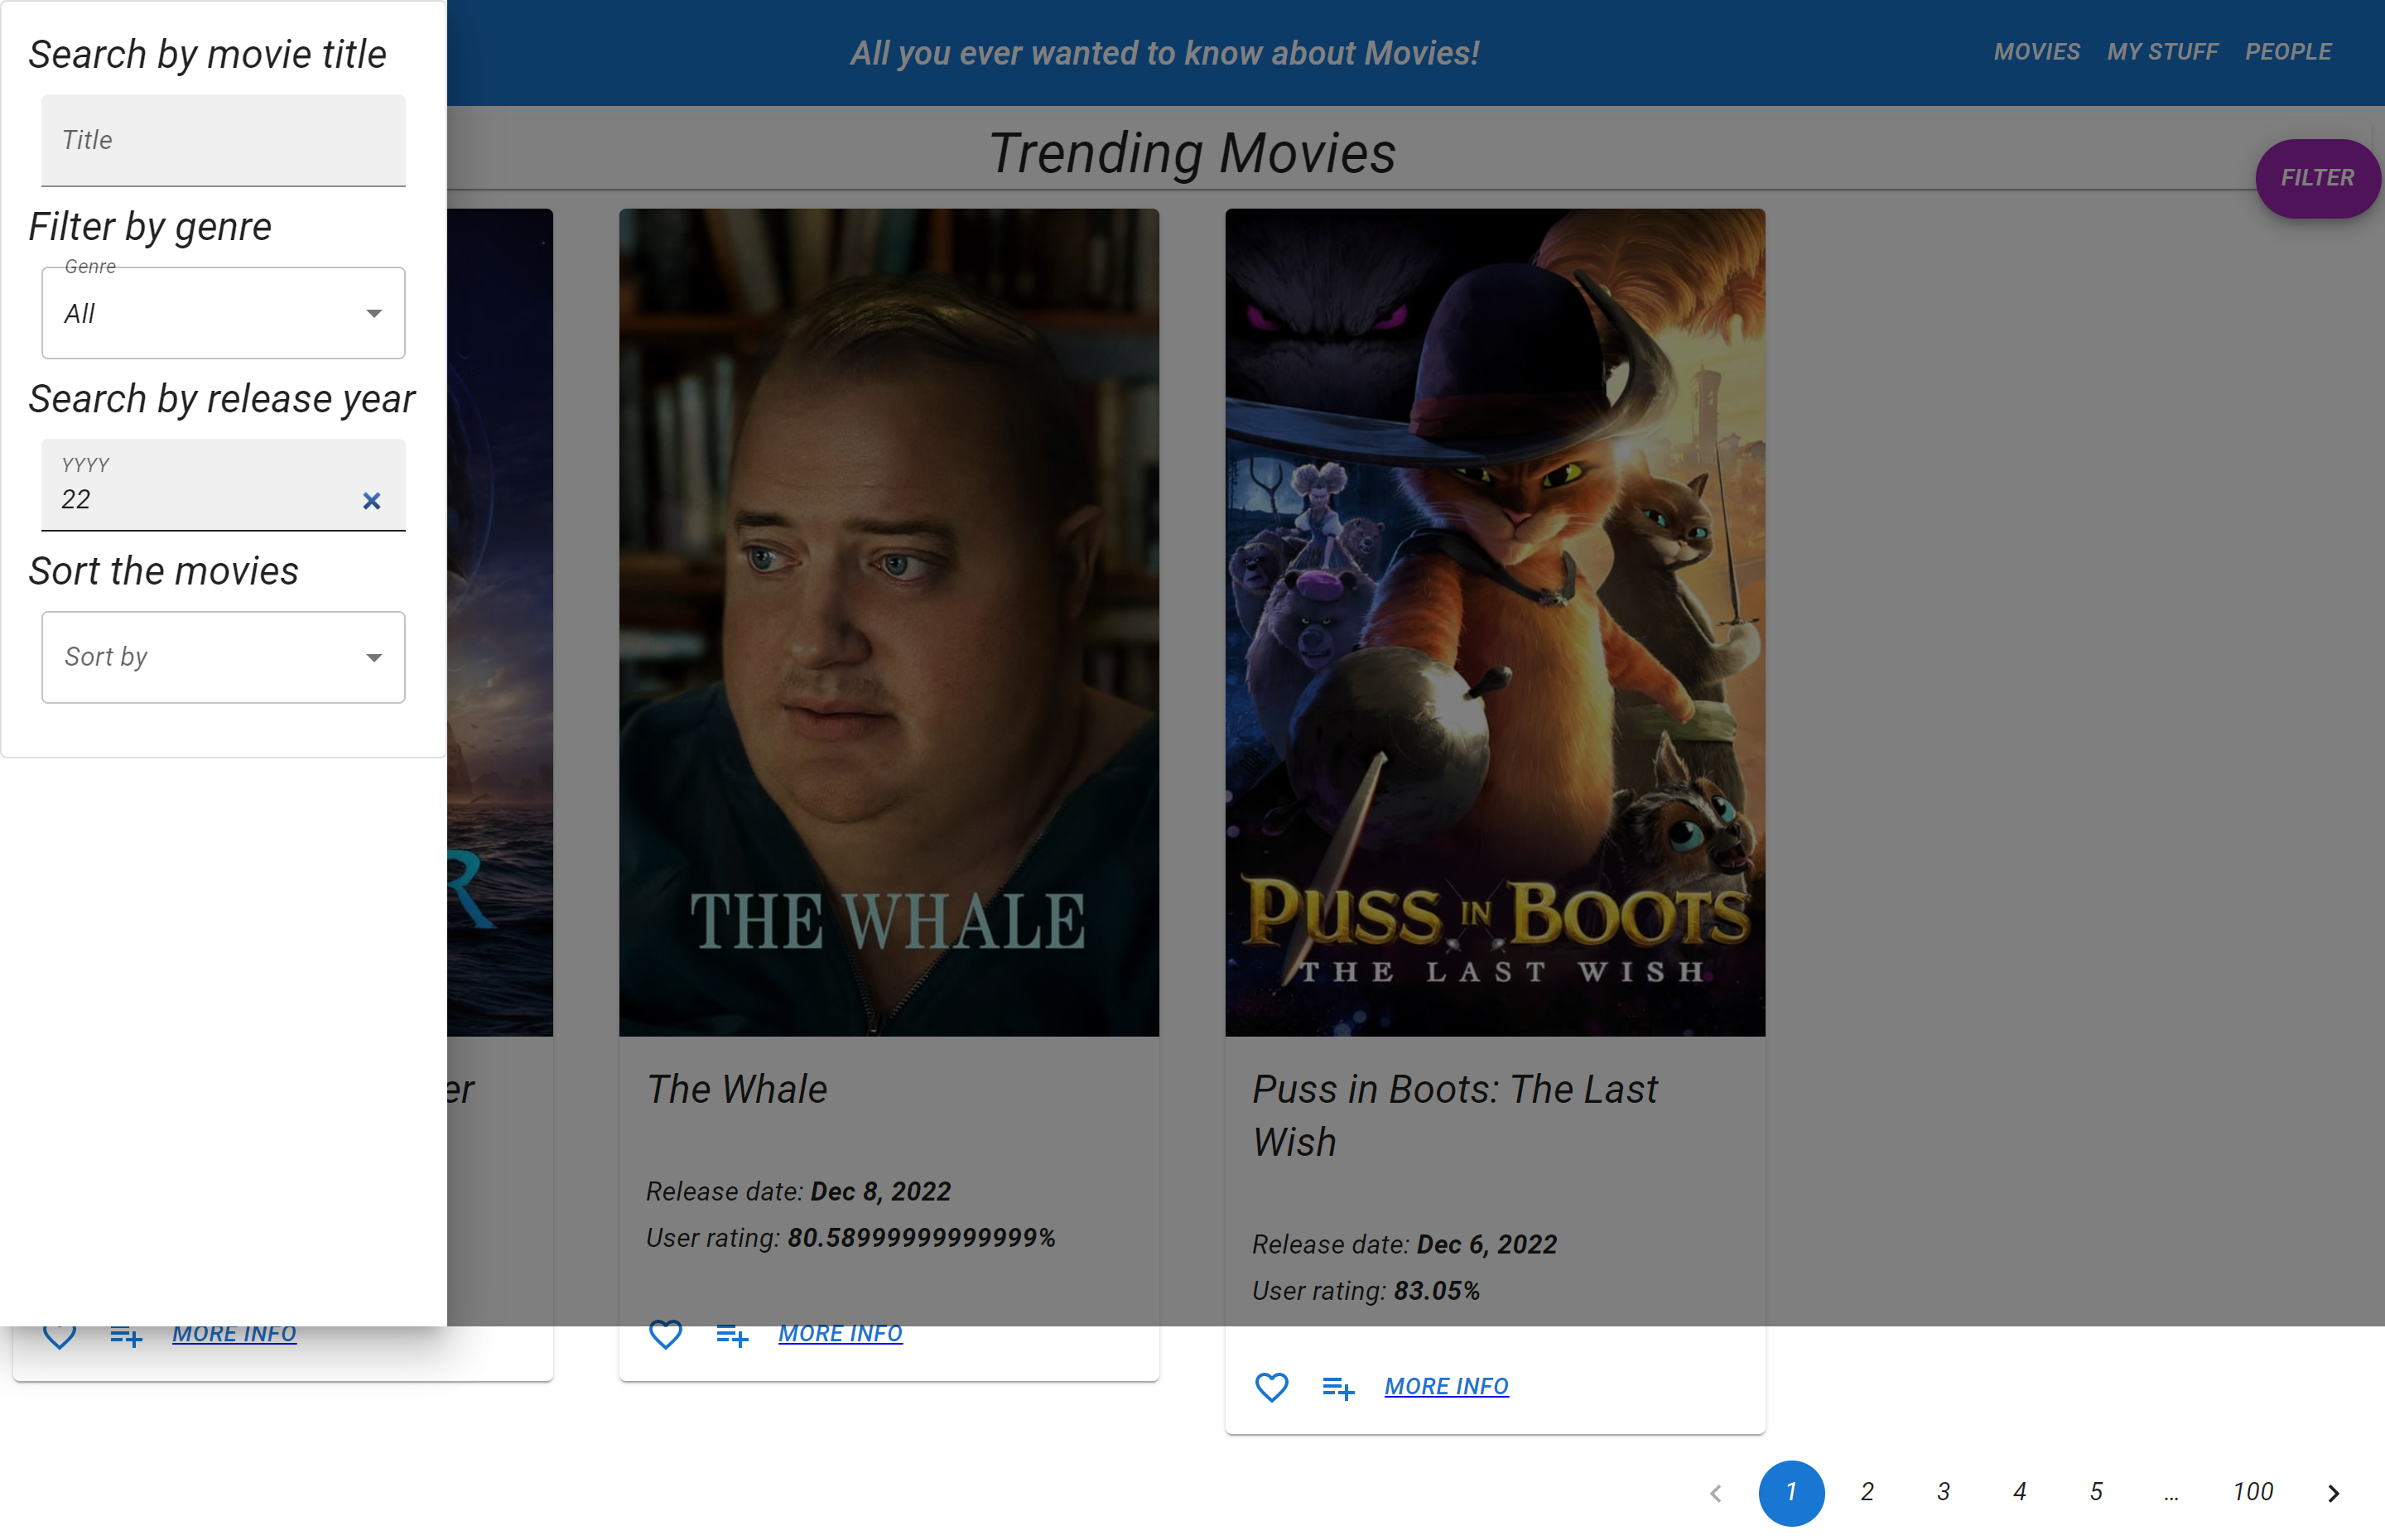 Search by movie title
Title
Filter by genre
Genre
All
Search by release year
YYYY
22
Sort the movies
Sort by
All you ever wanted to know about Movies!
MOVIES MY STUFF PEOPLE
Trending Movies
FILTER
R
er
MORE INFO
THE WHALE
The Whale
Release date: Dec 8, 2022
User rating: 80.58999999999999%
MORE INFO
PUSS IN BOOTS
THE LAST WISH
Puss in Boots: The Last
Wish
Release date: Dec 6, 2022
User rating: 83.05%
MORE INFO
1 2 3 4 5 ... 100